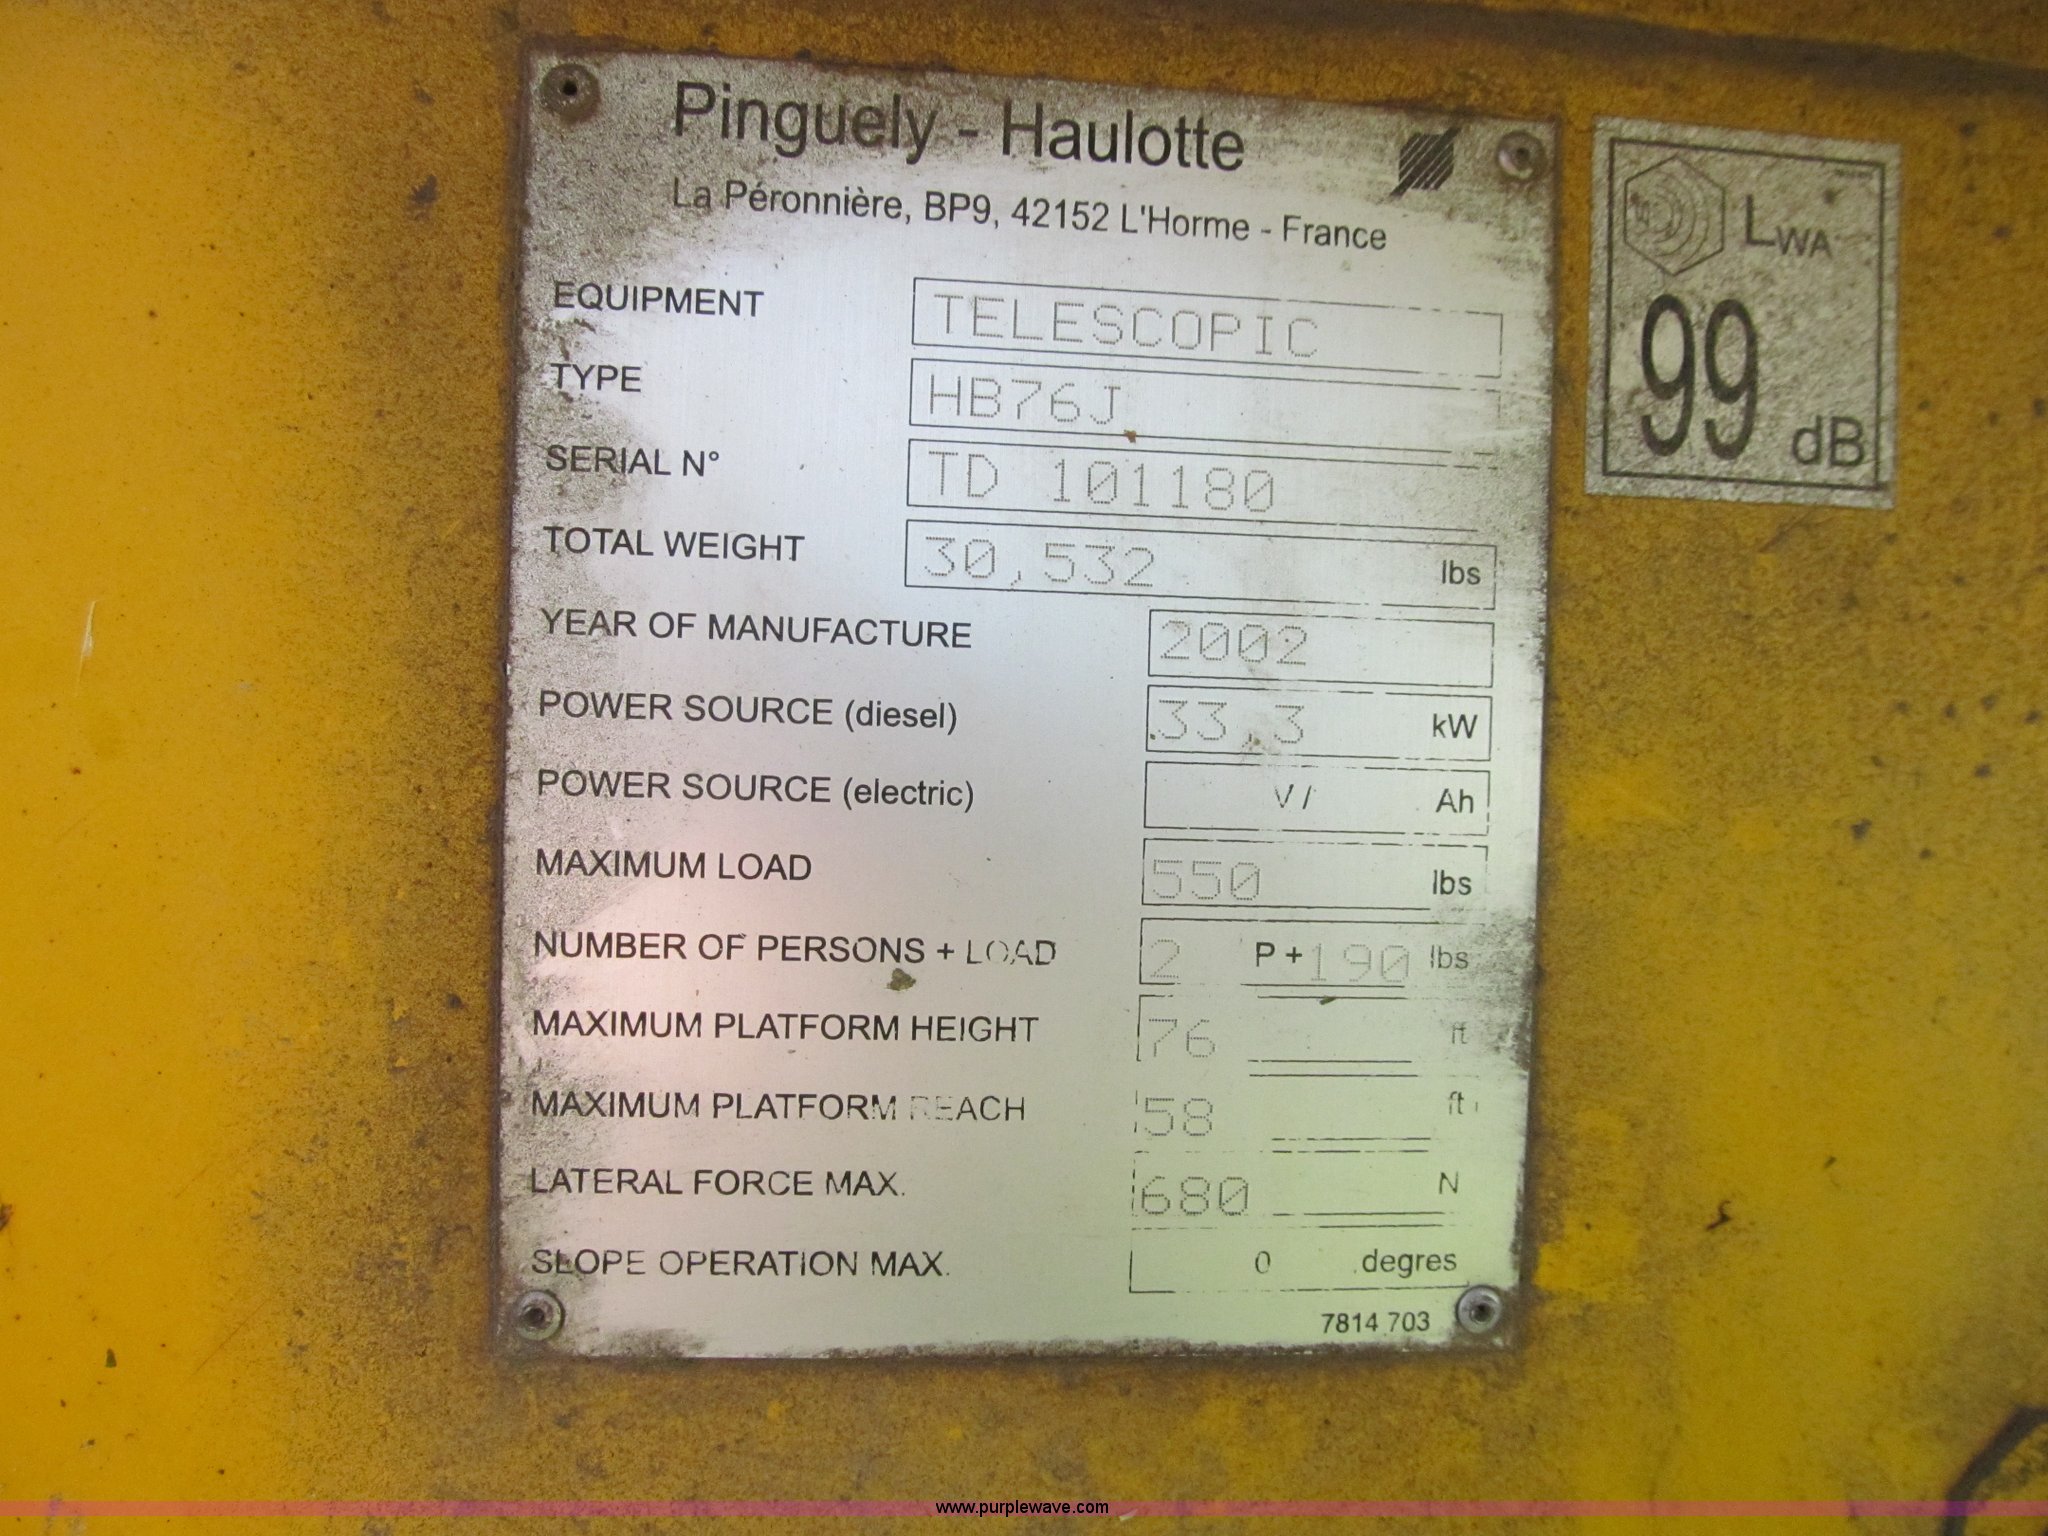 Pinguely - Haulotte
La Péronnière, BP9, 42152 L'Horme - France
EQUIPMENT TELESCOPIC
TYPE HB76J
SERIAL N° TD 101180
TOTAL WEIGHT 30,532 lbs
YEAR OF MANUFACTURE 2002
POWER SOURCE (diesel) 33.3 kW
POWER SOURCE (electric) V / Ah
MAXIMUM LOAD 550 lbs
NUMBER OF PERSONS + LOAD 2 P + 190 lbs
MAXIMUM PLATFORM HEIGHT 76 ft
MAXIMUM PLATFORM REACH 58 ft
LATERAL FORCE MAX. 680 N
SLOPE OPERATION MAX. 0 degres
7814 703
LWA
99 dB
www.purplewave.com